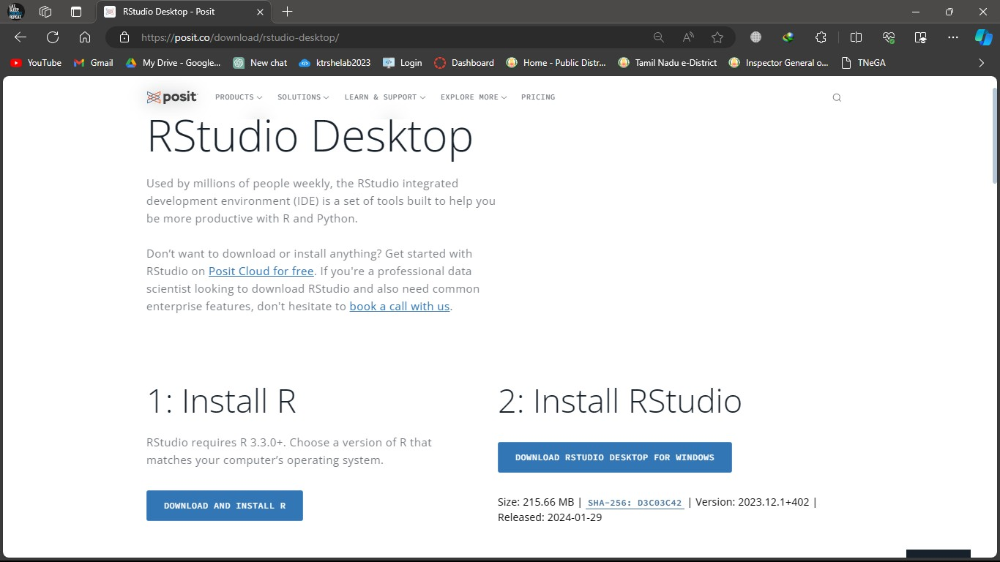 RStudio Desktop - Posit
https://posit.co/download/rstudio-desktop/
YouTube Gmail My Drive - Google... New chat ktrshelab2023 Login Dashboard Home - Public Distr... Tamil Nadu e-District Inspector General o... TNeGA
posit PRODUCTS SOLUTIONS LEARN & SUPPORT EXPLORE MORE PRICING
RStudio Desktop
Used by millions of people weekly, the RStudio integrated
development environment (IDE) is a set of tools built to help you
be more productive with R and Python.
Don’t want to download or install anything? Get started with
RStudio on Posit Cloud for free. If you're a professional data
scientist looking to download RStudio and also need common
enterprise features, don't hesitate to book a call with us.
1: Install R
RStudio requires R 3.3.0+. Choose a version of R that
matches your computer’s operating system.
DOWNLOAD AND INSTALL R
2: Install RStudio
DOWNLOAD RSTUDIO DESKTOP FOR WINDOWS
Size: 215.66 MB | SHA-256: D3C03C42 | Version: 2023.12.1+402 |
Released: 2024-01-29